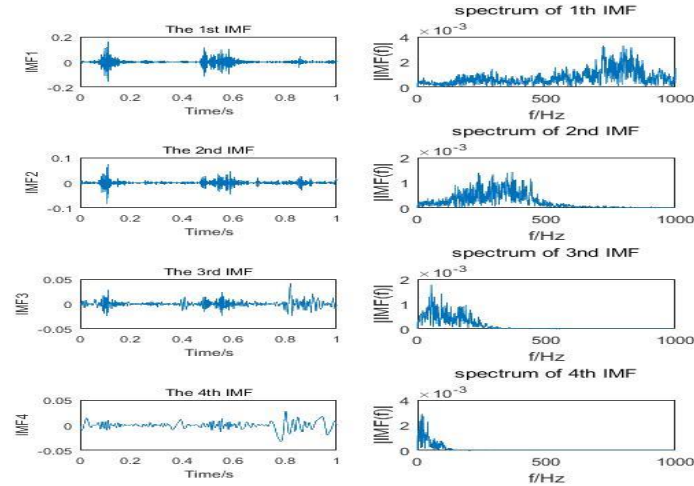 The 1st IMF
0.2
0
-0.2
IMF1
0 0.2 0.4 0.6 0.8 1
Time/s
spectrum of 1th IMF
× 10⁻³
4
2
0
|IMF(f)|
0 500 1000
f/Hz
The 2nd IMF
0.1
0
-0.1
IMF2
0 0.2 0.4 0.6 0.8 1
Time/s
spectrum of 2nd IMF
× 10⁻³
2
1
0
|IMF(f)|
0 500 1000
f/Hz
The 3rd IMF
0.05
0
-0.05
IMF3
0 0.2 0.4 0.6 0.8 1
Time/s
spectrum of 3nd IMF
× 10⁻³
2
1
0
|IMF(f)|
0 500 1000
f/Hz
The 4th IMF
0.05
0
-0.05
IMF4
0 0.2 0.4 0.6 0.8 1
Time/s
spectrum of 4th IMF
× 10⁻³
4
2
0
|IMF(f)|
0 500 1000
f/Hz